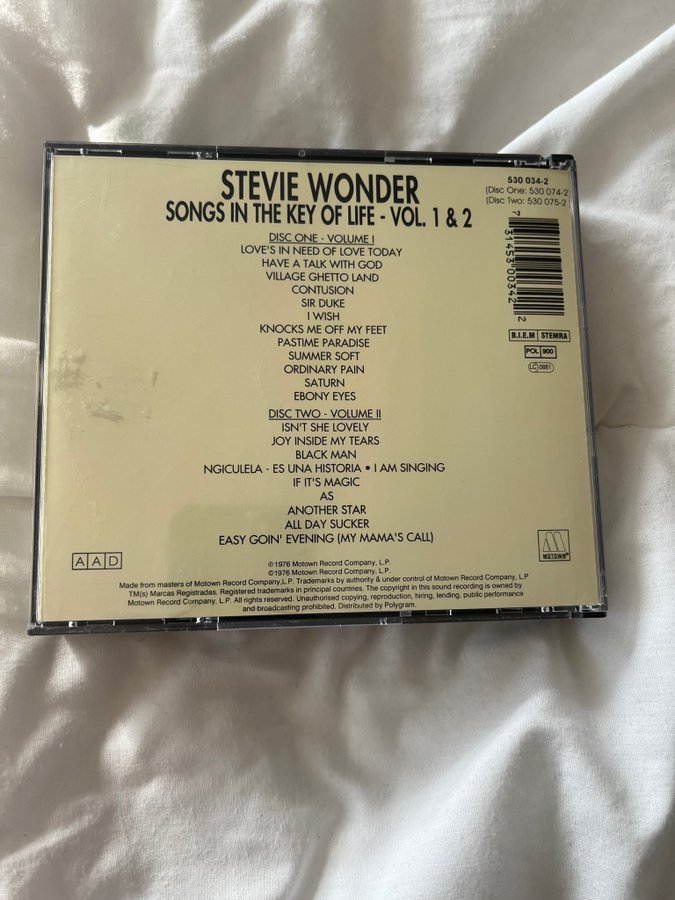 STEVIE WONDER
SONGS IN THE KEY OF LIFE - VOL. 1 & 2
530 034-2
(Disc One: 530 074-2)
(Disc Two: 530 075-2
7 31453 00342 2
B.I.E.M STEMRA
POL 900
LC 0881
DISC ONE - VOLUME I
LOVE'S IN NEED OF LOVE TODAY
HAVE A TALK WITH GOD
VILLAGE GHETTO LAND
CONTUSION
SIR DUKE
I WISH
KNOCKS ME OFF MY FEET
PASTIME PARADISE
SUMMER SOFT
ORDINARY PAIN
SATURN
EBONY EYES
DISC TWO - VOLUME II
ISN'T SHE LOVELY
JOY INSIDE MY TEARS
BLACK MAN
NGICULELA - ES UNA HISTORIA • I AM SINGING
IF IT'S MAGIC
AS
ANOTHER STAR
ALL DAY SUCKER
EASY GOIN' EVENING (MY MAMA'S CALL)
AAD
MOTOWN
℗1976 Motown Record Company, L.P.
©1976 Motown Record Company, L.P.
Made from masters of Motown Record Company,L.P. Trademarks by authority & under control of Motown Record Company, L.P
TM(s) Marcas Registradas. Registered trademarks in principal countries. The copyright in this sound recording is owned by
Motown Record Company, L.P. All rights reserved. Unauthorised copying, reproduction, hiring, lending, public performance
and broadcasting prohibited. Distributed by Polygram.